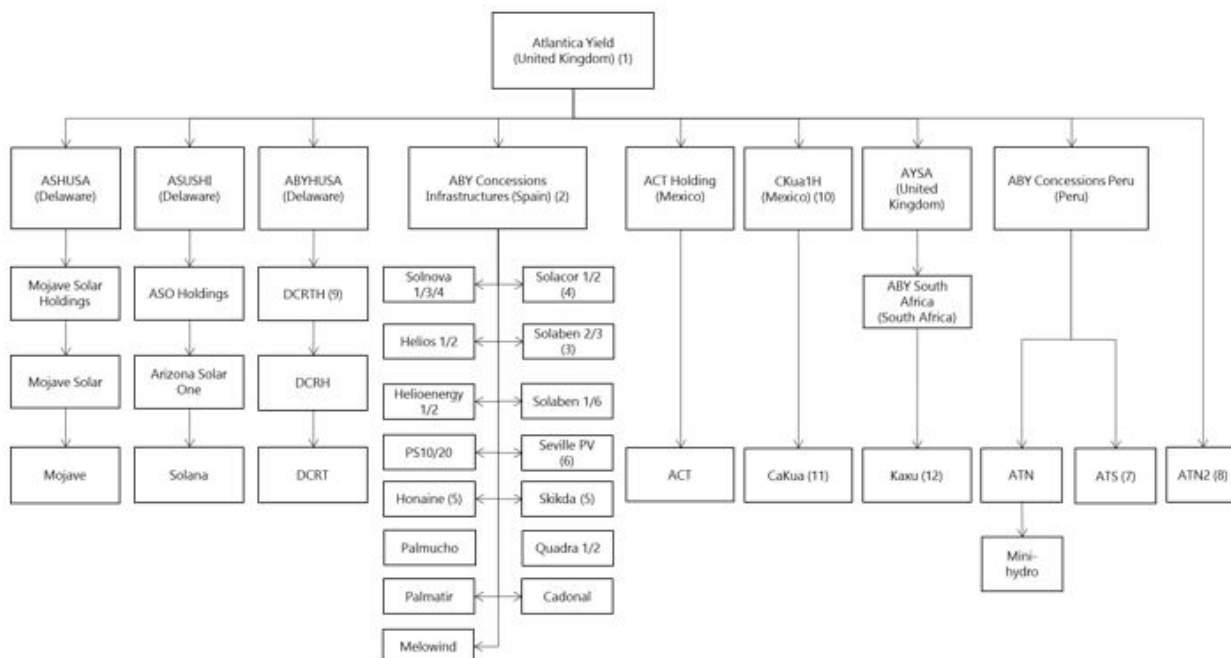 Atlantica Yield
(United Kingdom) (1)
ASHUSA
(Delaware)
ASUSHI
(Delaware)
ABYHUSA
(Delaware)
ABY Concessions
Infrastructures (Spain) (2)
ACT Holding
(Mexico)
CKua1H
(Mexico) (10)
AYSA
(United
Kingdom)
ABY Concessions Peru
(Peru)
Mojave Solar
Holdings
ASO Holdings
DCRTH (9)
Solnova
1/3/4
Solacor 1/2
(4)
ABY South
Africa
(South Africa)
Helios 1/2
Solaben 2/3
(3)
Mojave Solar
Arizona Solar
One
DCRH
Helioenergy
1/2
Solaben 1/6
Mojave
Solana
DCRT
PS10/20
Seville PV
(6)
ACT
CaKua (11)
Kaxu (12)
ATN
ATS (7)
ATN2 (8)
Honaine (5)
Skikda (5)
Palmucho
Quadra 1/2
Mini-
hydro
Palmatir
Cadonal
Melowind